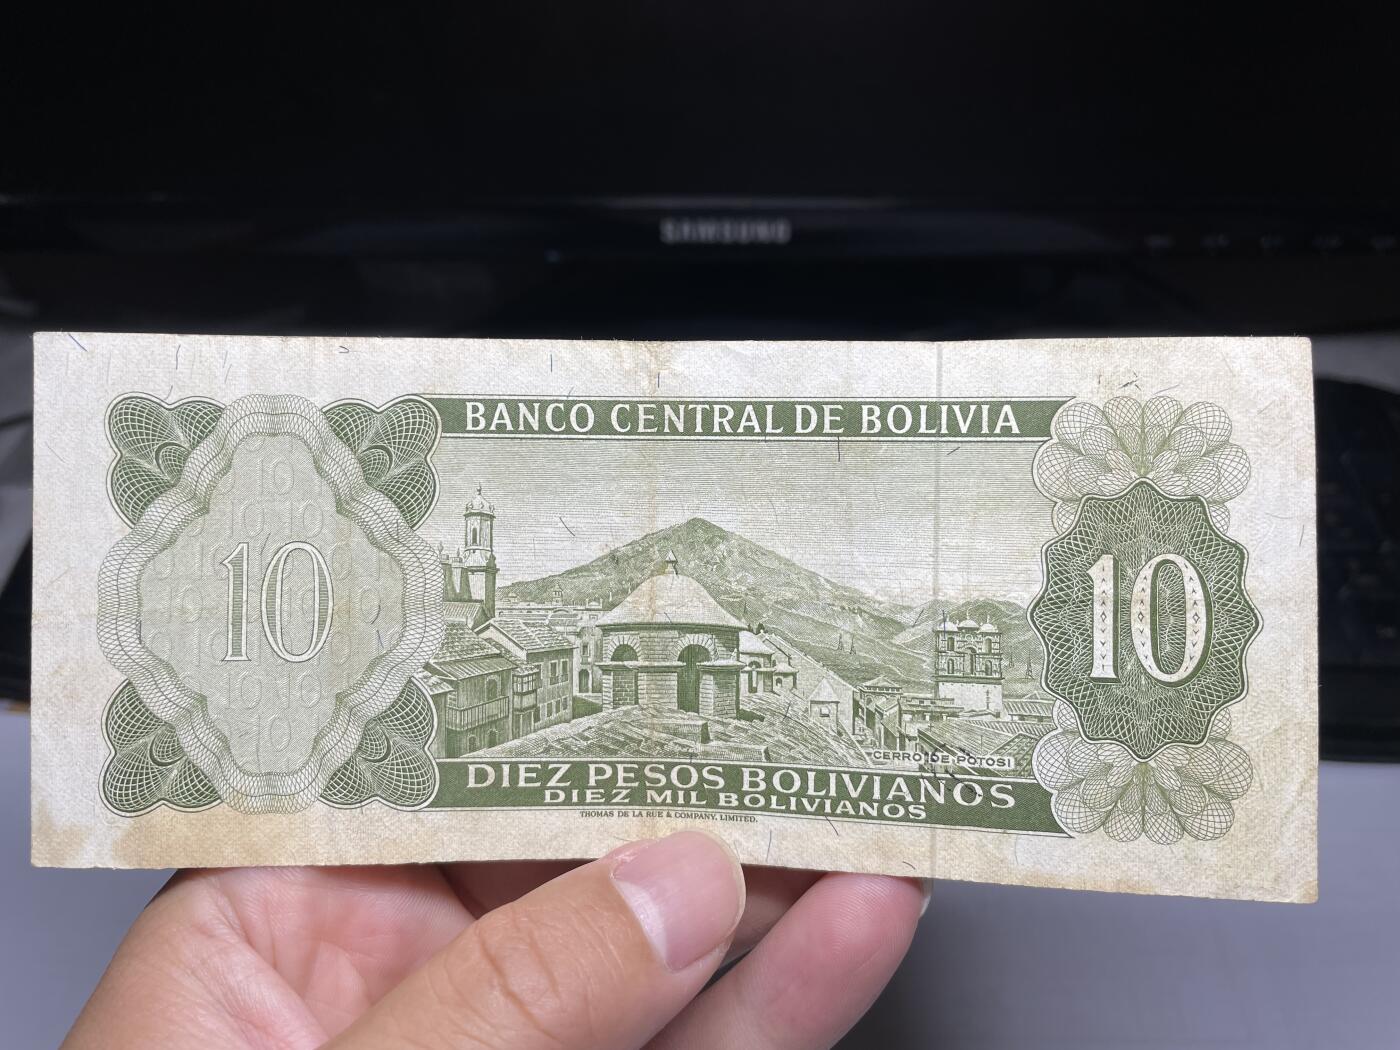 SAMSUNG
BANCO CENTRAL DE BOLIVIA
10
10
CERRO DE POTOSI
DIEZ PESOS BOLIVIANOS
DIEZ MIL BOLIVIANOS
THOMAS DE LA RUE & COMPANY, LIMITED.